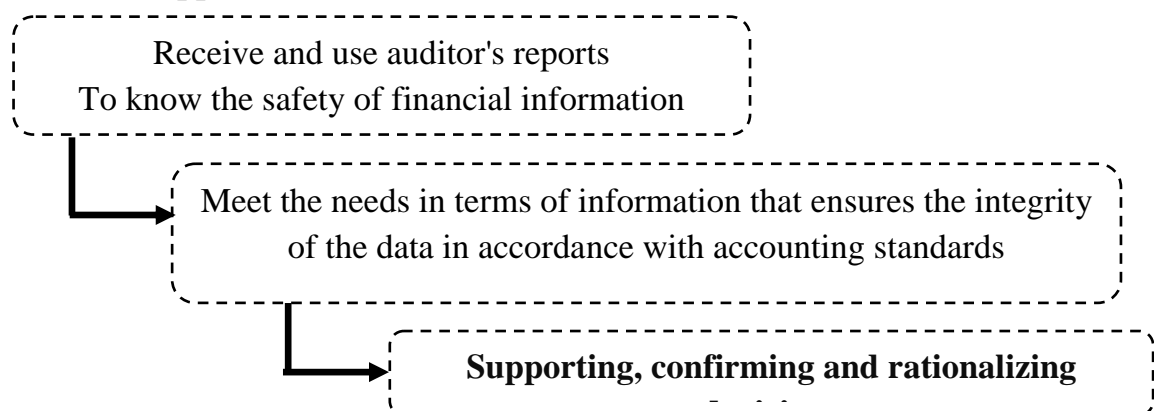 Receive and use auditor's reports
To know the safety of financial information
Meet the needs in terms of information that ensures the integrity
of the data in accordance with accounting standards
Supporting, confirming and rationalizing